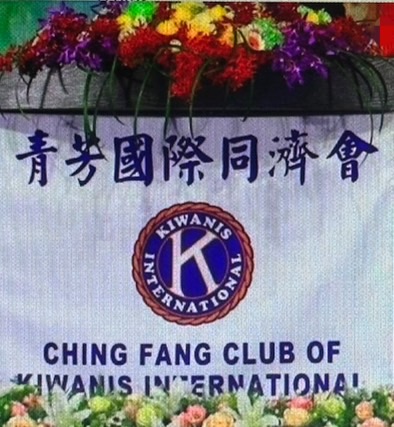 青芳國際同濟會
KIWANIS
K
INTERNATIONAL
CHING FANG CLUB OF
KIWANIS INTERNATIONAL